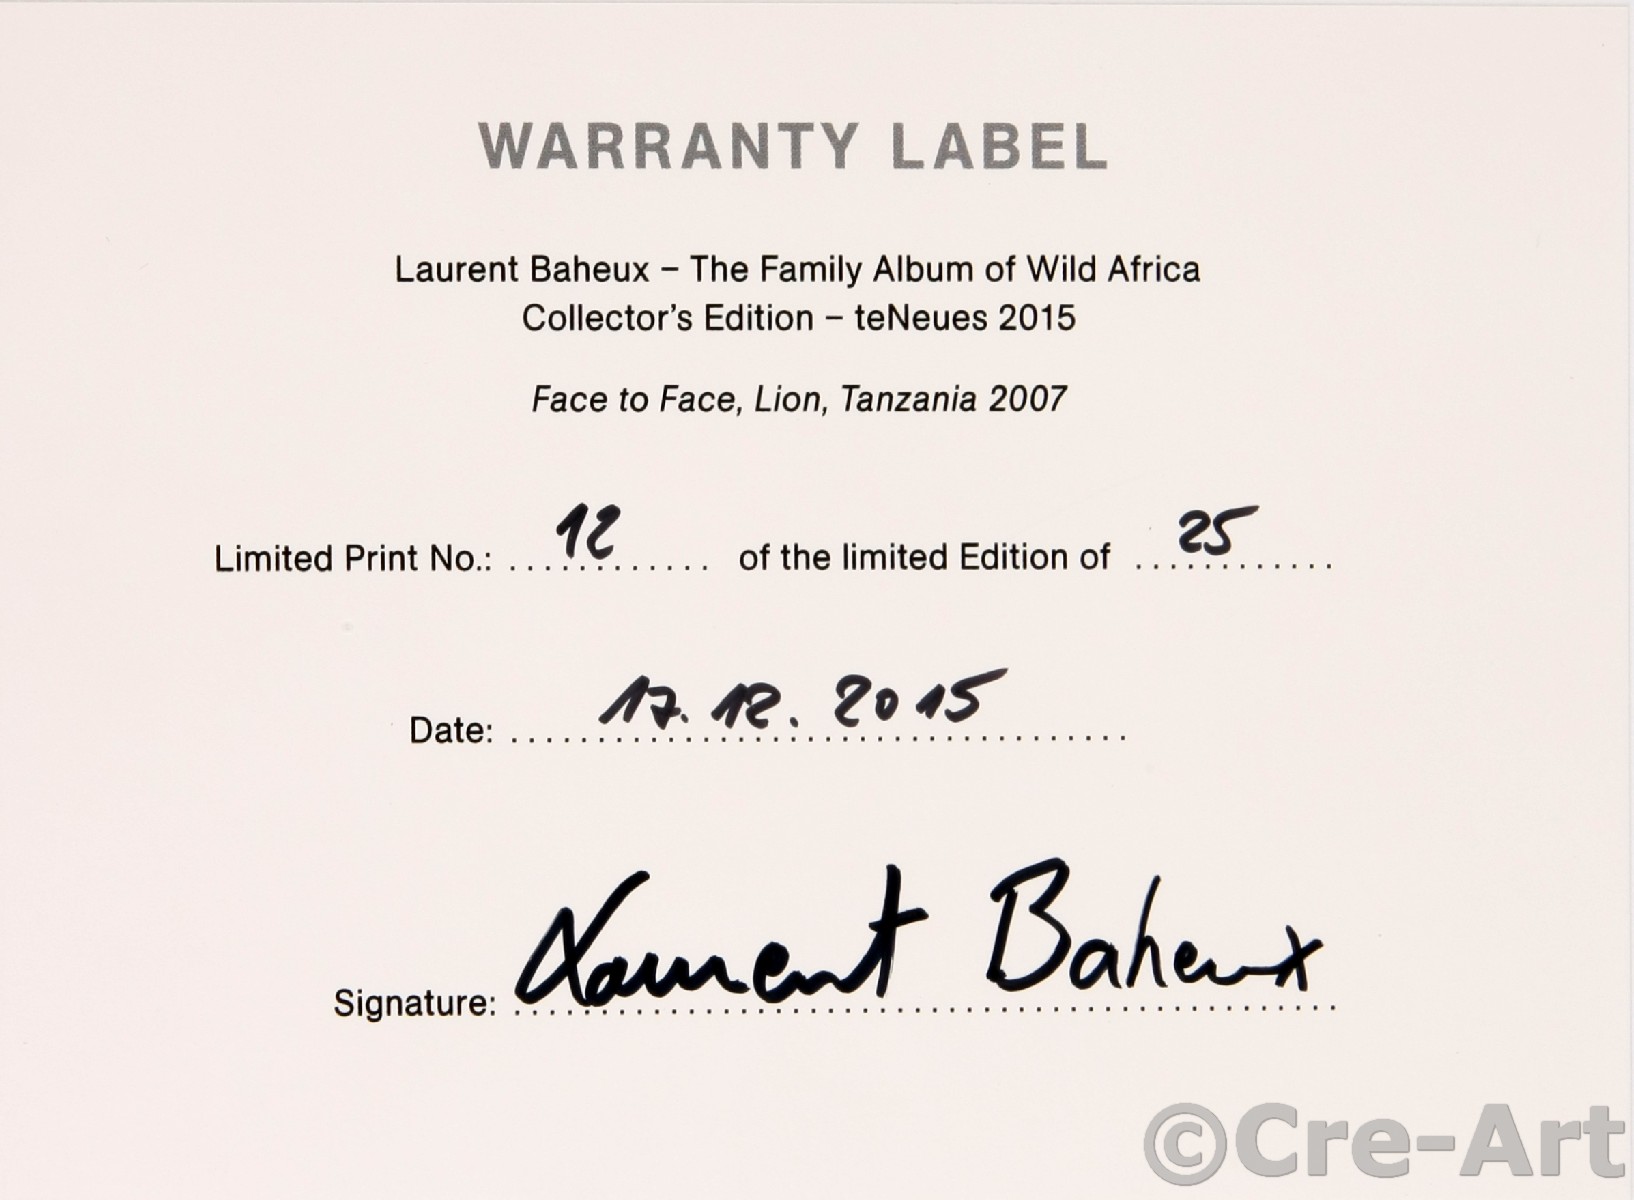 WARRANTY LABEL
Laurent Baheux – The Family Album of Wild Africa
Collector's Edition – teNeues 2015
Face to Face, Lion, Tanzania 2007
Limited Print No.: 12 of the limited Edition of 25
Date: 17.12.2015
Signature: Laurent Baheux
©Cre-Art